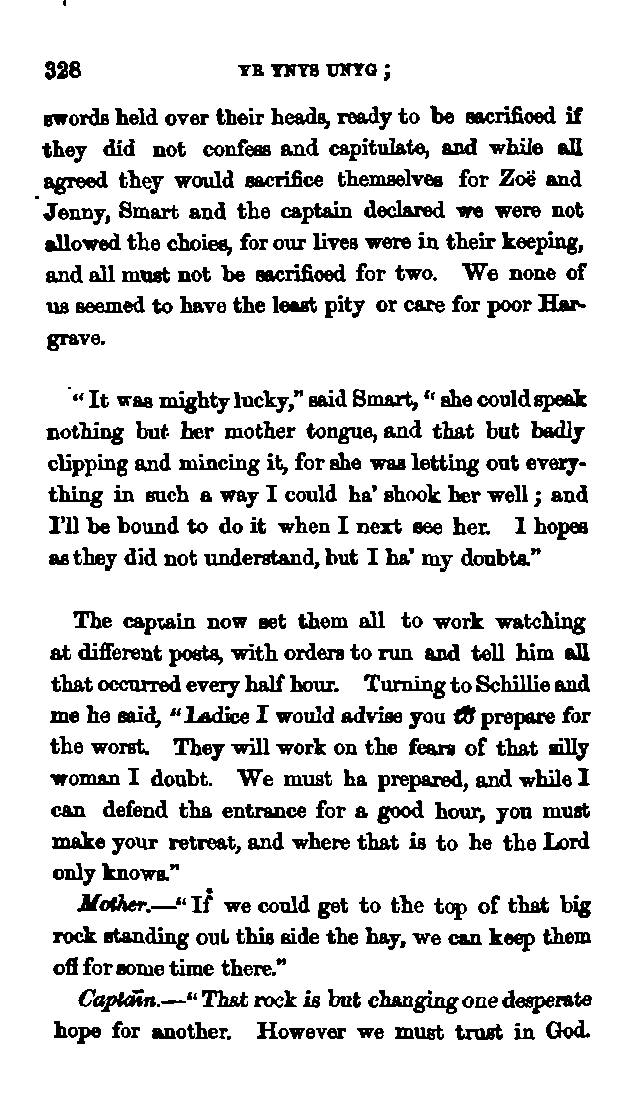 328 YR YNYS UNYG ;
swords held over their heads, ready to be sacrificed if
they did not confess and capitulate, and while all
agreed they would sacrifice themselves for Zoë and
Jenny, Smart and the captain declared we were not
allowed the choice, for our lives were in their keeping,
and all must not be sacrificed for two. We none of
us seemed to have the least pity or care for poor Har-
grave.
“It was mighty lucky,” said Smart, “she could speak
nothing but her mother tongue, and that but badly
clipping and mincing it, for she was letting out every-
thing in such a way I could ha’ shook her well ; and
I’ll be bound to do it when I next see her. I hopes
as they did not understand, but I ha’ my doubts.”
The captain now set them all to work watching
at different posts, with orders to run and tell him all
that occurred every half hour. Turning to Schillie and
me he said, “Ladies I would advise you to prepare for
the worst. They will work on the fears of that silly
woman I doubt. We must ba prepared, and while I
can defend tha entrance for a good hour, you must
make your retreat, and where that is to he the Lord
only knows.”
Mother.—“If we could get to the top of that big
rock standing out this side the hay, we can keep them
off for some time there.”
Captain.—“That rock is but changing one desperate
hope for another. However we must trust in God.